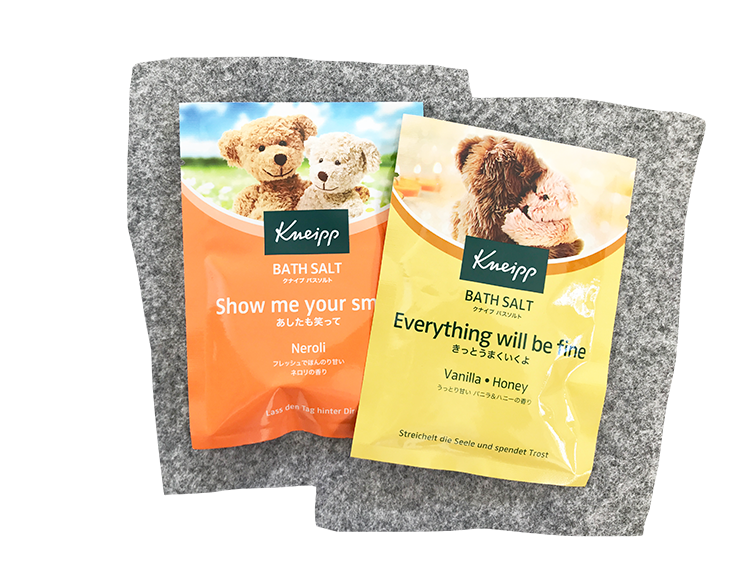 Kneipp
BATH SALT
クナイプ バスソルト
Show me your sm
あしたも笑って
Neroli
フレッシュでほんのり甘い
ネロリの香り
Lass den Tag hinter Dir
Kneipp
BATH SALT
クナイプ バスソルト
Everything will be fine
きっとうまくいくよ
Vanilla • Honey
うっとり甘い バニラ&ハニーの香り
Streichelt die Seele und spendet Trost